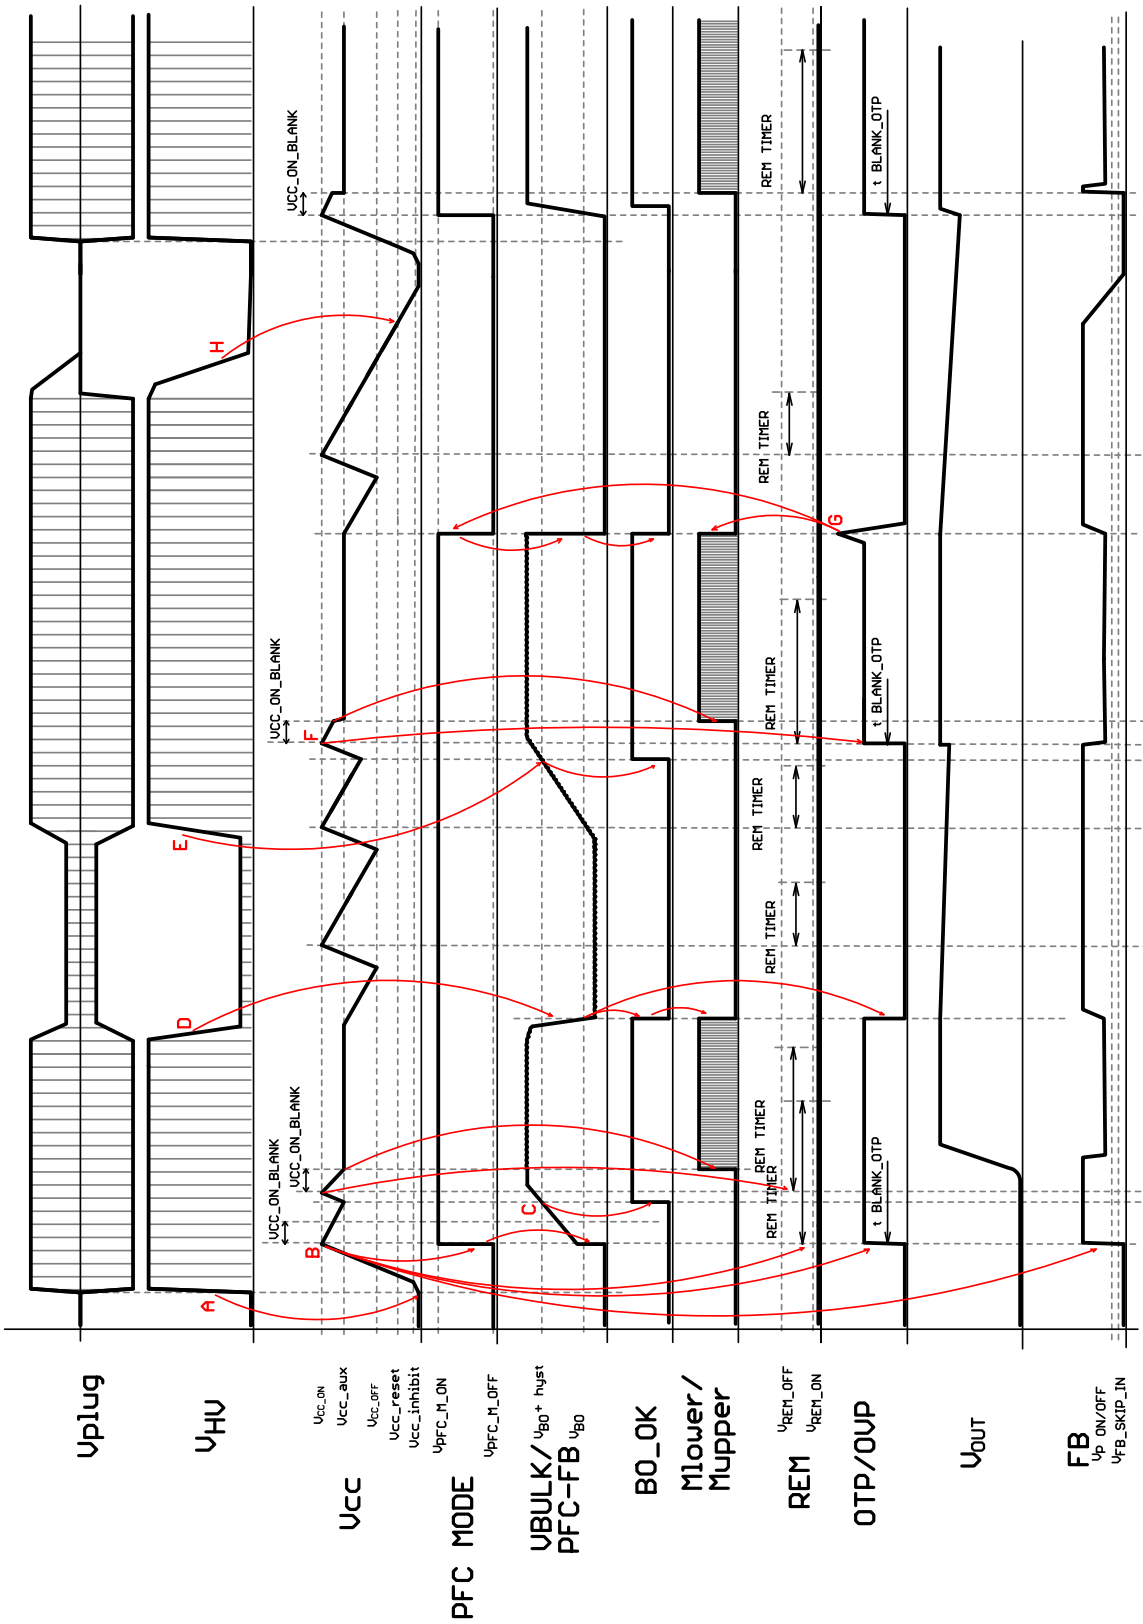 Vplug
VHV
Vcc
VCC_ON
Vcc_aux
VCC_OFF
Vcc_reset
Vcc_inhibit
PFC MODE
VPFC_M_ON
VPFC_M_OFF
VBULK/
PFC-FB
VBO+ hyst
VBO
BO_OK
Mlower/
Mupper
REM
VREM_OFF
VREM_ON
OTP/OVP
VOUT
FB
VP ON/OFF
VFB_SKIP_IN
A
B
C
D
E
F
G
H
VCC_ON_BLANK
VCC_ON_BLANK
VCC_ON_BLANK
VCC_ON_BLANK
REM TIMER
REM TIMER
REM TIMER
REM TIMER
REM TIMER
REM TIMER
REM TIMER
t BLANK_OTP
t BLANK_OTP
t BLANK_OTP